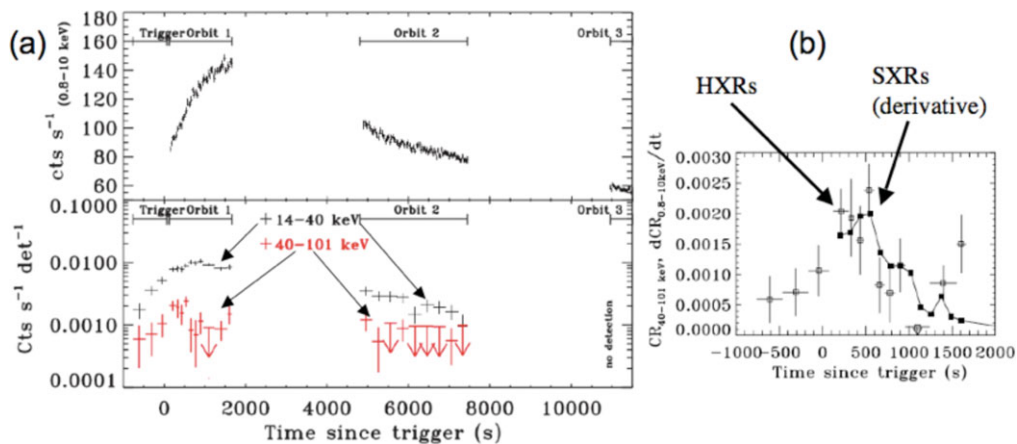 (a)
180
160
140
120
100
80
60
cts s⁻¹ (0.8-10 keV)
Trigger Orbit 1
Orbit 2
Orbit 3
0.1000
0.0100
0.0010
0.0001
Cts s⁻¹ det⁻¹
Trigger Orbit 1
Orbit 2
Orbit 3
14-40 keV
40-101 keV
no detection
0 2000 4000 6000 8000 10000
Time since trigger (s)
(b)
HXRs
SXRs
(derivative)
0.0030
0.0025
0.0020
0.0015
0.0010
0.0005
0.0000
CR40-101 keV, dCR0.8-10keV/dt
-1000 -500 0 500 1000 1500 2000
Time since trigger (s)